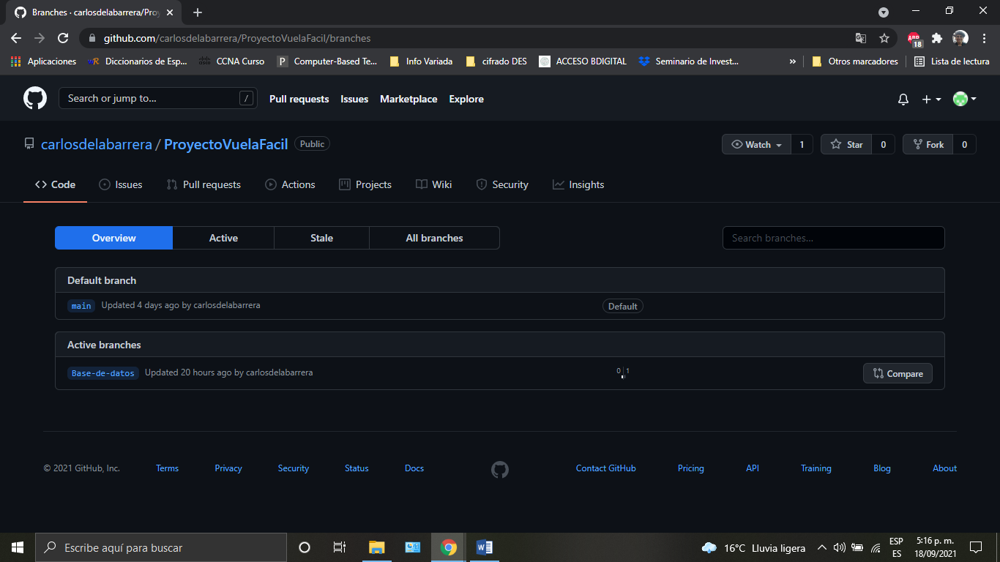 Branches · carlosdelabarrera/Pro
github.com/carlosdelabarrera/ProyectoVuelaFacil/branches
ABP
18
Aplicaciones
Diccionarios de Esp...
CCNA Curso
Computer-Based Te...
Info Variada
cifrado DES
ACCESO BDIGITAL
Seminario de Invest...
»
Otros marcadores
Lista de lectura
Search or jump to...
/
Pull requests
Issues
Marketplace
Explore
carlosdelabarrera / ProyectoVuelaFacil
Public
Watch 1
Star 0
Fork 0
Code
Issues
Pull requests
Actions
Projects
Wiki
Security
Insights
Overview
Active
Stale
All branches
Search branches...
Default branch
main Updated 4 days ago by carlosdelabarrera
Default
Active branches
Base-de-datos Updated 20 hours ago by carlosdelabarrera
0 | 1
Compare
© 2021 GitHub, Inc.
Terms
Privacy
Security
Status
Docs
Contact GitHub
Pricing
API
Training
Blog
About
Escribe aquí para buscar
16°C Lluvia ligera
ESP
ES
5:16 p. m.
18/09/2021